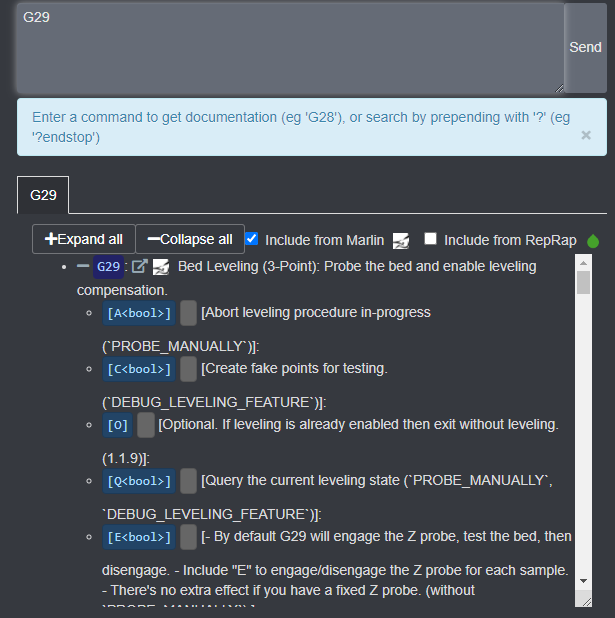 G29
Send
Enter a command to get documentation (eg 'G28'), or search by prepending with '?' (eg
'?endstop')
×
G29
+Expand all −Collapse all Include from Marlin Include from RepRap
G29: Bed Leveling (3-Point): Probe the bed and enable leveling
compensation.
[A<bool>] [Abort leveling procedure in-progress
(`PROBE_MANUALLY`)]:
[C<bool>] [Create fake points for testing.
(`DEBUG_LEVELING_FEATURE`)]:
[O] [Optional. If leveling is already enabled then exit without leveling.
(1.1.9)]:
[Q<bool>] [Query the current leveling state (`PROBE_MANUALLY`,
`DEBUG_LEVELING_FEATURE`)]:
[E<bool>] [- By default G29 will engage the Z probe, test the bed, then
disengage. - Include "E" to engage/disengage the Z probe for each sample.
- There's no extra effect if you have a fixed Z probe. (without